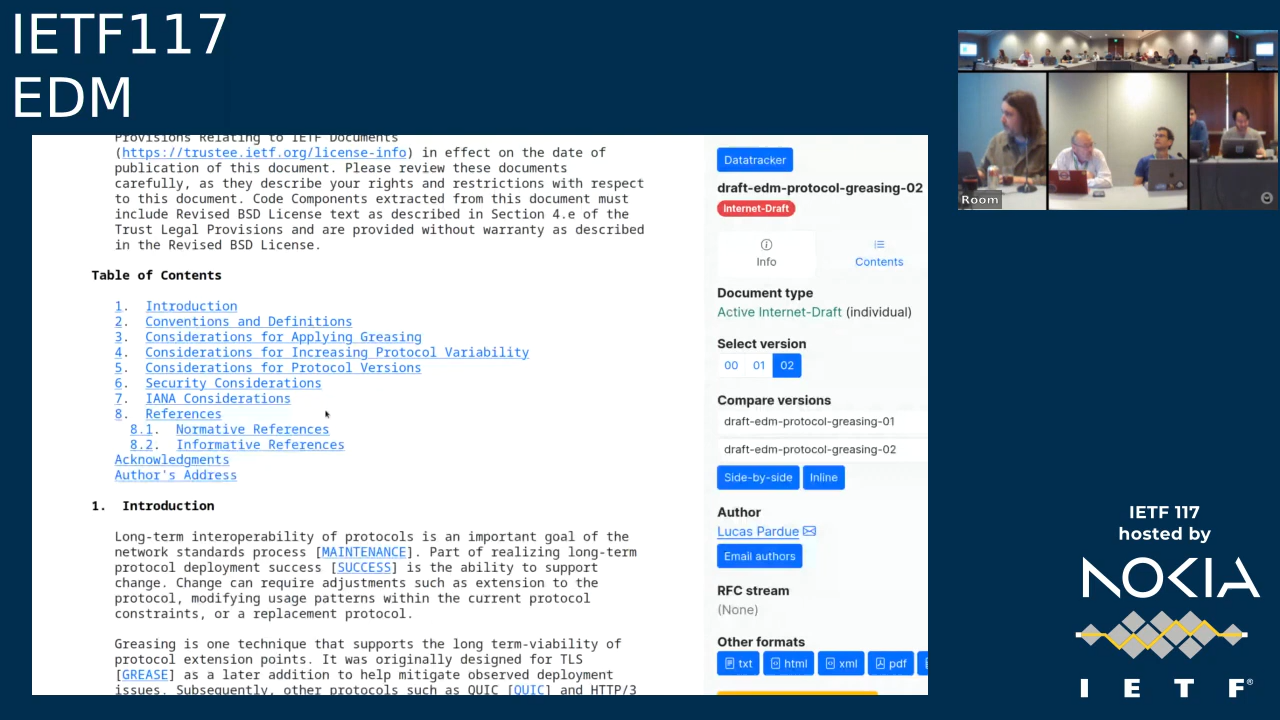 IETF117
EDM
Provisions Relating to IETF Documents
(https://trustee.ietf.org/license-info) in effect on the date of
publication of this document. Please review these documents
carefully, as they describe your rights and restrictions with respect
to this document. Code Components extracted from this document must
include Revised BSD License text as described in Section 4.e of the
Trust Legal Provisions and are provided without warranty as described
in the Revised BSD License.
Table of Contents
1. Introduction
2. Conventions and Definitions
3. Considerations for Applying Greasing
4. Considerations for Increasing Protocol Variability
5. Considerations for Protocol Versions
6. Security Considerations
7. IANA Considerations
8. References
8.1. Normative References
8.2. Informative References
Acknowledgments
Author's Address
1. Introduction
Long-term interoperability of protocols is an important goal of the
network standards process [MAINTENANCE]. Part of realizing long-term
protocol deployment success [SUCCESS] is the ability to support
change. Change can require adjustments such as extension to the
protocol, modifying usage patterns within the current protocol
constraints, or a replacement protocol.
Greasing is one technique that supports the long term-viability of
protocol extension points. It was originally designed for TLS
[GREASE] as a later addition to help mitigate observed deployment
issues. Subsequently, other protocols such as QUIC [QUIC] and HTTP/3
Datatracker
draft-edm-protocol-greasing-02
Internet-Draft
Info
Contents
Document type
Active Internet-Draft (individual)
Select version
00 01 02
Compare versions
draft-edm-protocol-greasing-01
draft-edm-protocol-greasing-02
Side-by-side Inline
Author
Lucas Pardue
Email authors
RFC stream
(None)
Other formats
txt html xml pdf
Room
IETF 117
hosted by
NOKIA
IETF®